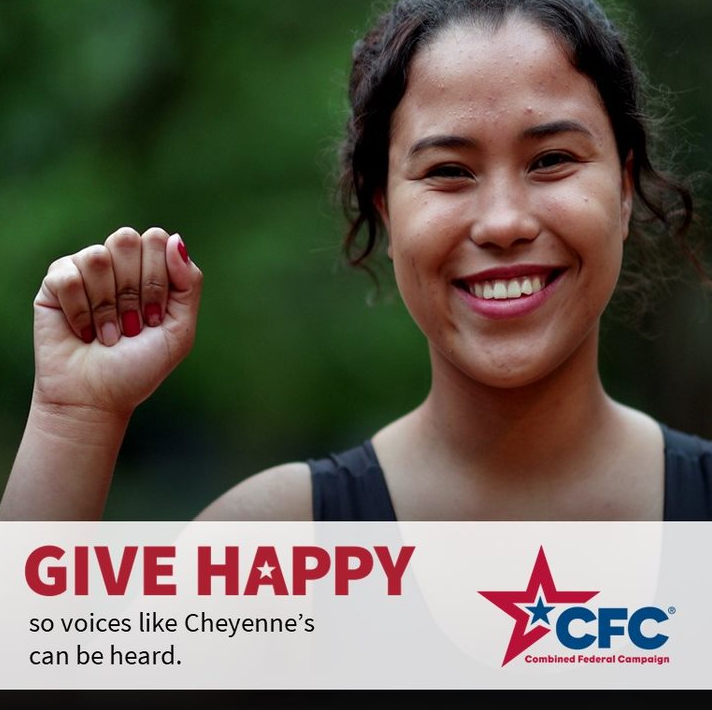 GIVE HAPPY
so voices like Cheyenne’s
can be heard.
CFC®
Combined Federal Campaign